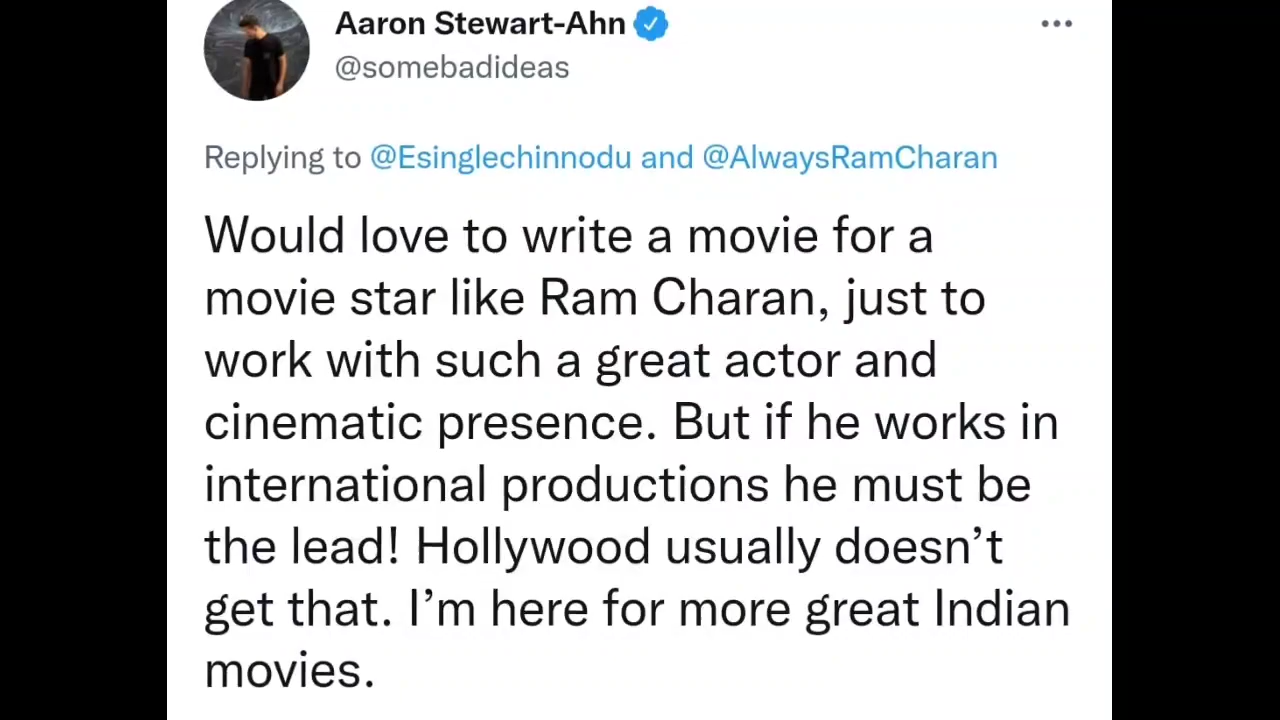 Aaron Stewart-Ahn
@somebadideas
Replying to @Esinglechinnodu and @AlwaysRamCharan
Would love to write a movie for a
movie star like Ram Charan, just to
work with such a great actor and
cinematic presence. But if he works in
international productions he must be
the lead! Hollywood usually doesn’t
get that. I’m here for more great Indian
movies.